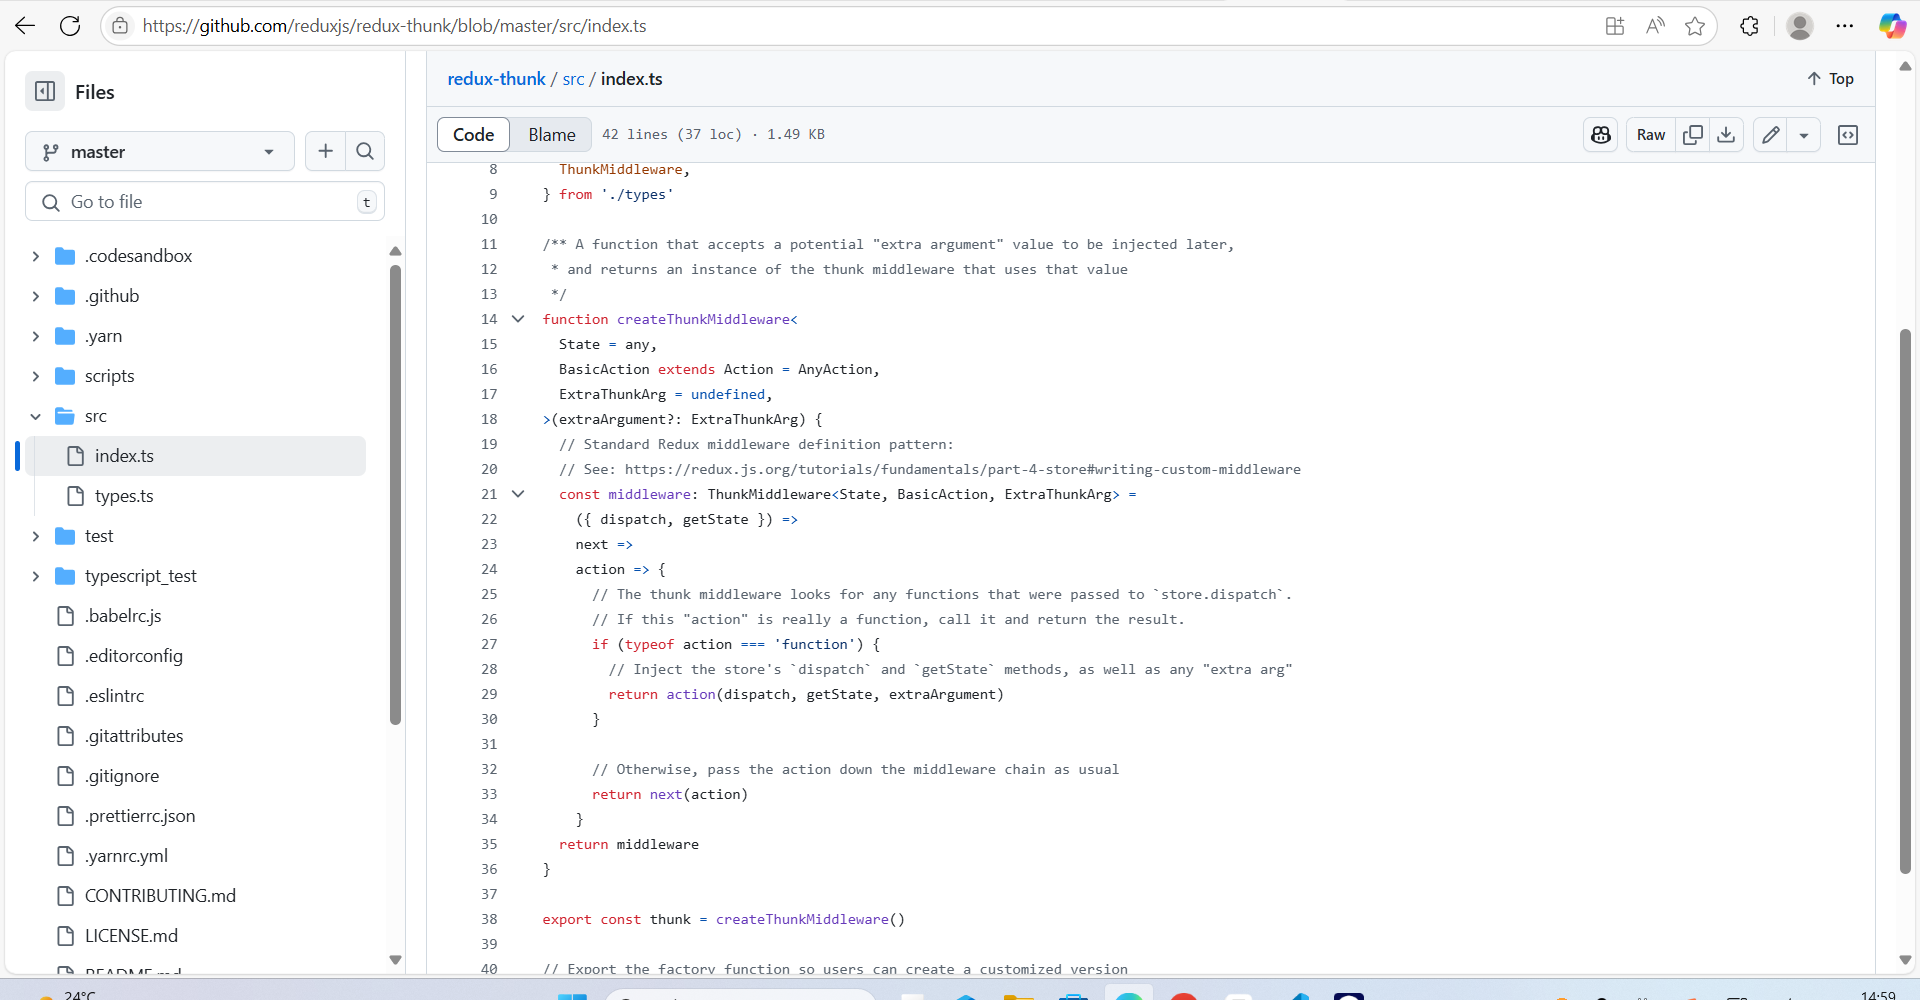 https://github.com/reduxjs/redux-thunk/blob/master/src/index.ts
Files
master
Go to file
t
.codesandbox
.github
.yarn
scripts
src
index.ts
types.ts
test
typescript_test
.babelrc.js
.editorconfig
.eslintrc
.gitattributes
.gitignore
.prettierrc.json
.yarnrc.yml
CONTRIBUTING.md
LICENSE.md
README.md
redux-thunk / src / index.ts
Top
Code Blame 42 lines (37 loc) · 1.49 KB
Raw
8 ThunkMiddleware,
9 } from './types'
10
11 /** A function that accepts a potential "extra argument" value to be injected later,
12 * and returns an instance of the thunk middleware that uses that value
13 */
14 function createThunkMiddleware<
15 State = any,
16 BasicAction extends Action = AnyAction,
17 ExtraThunkArg = undefined,
18 >(extraArgument?: ExtraThunkArg) {
19 // Standard Redux middleware definition pattern:
20 // See: https://redux.js.org/tutorials/fundamentals/part-4-store#writing-custom-middleware
21 const middleware: ThunkMiddleware<State, BasicAction, ExtraThunkArg> =
22 ({ dispatch, getState }) =>
23 next =>
24 action => {
25 // The thunk middleware looks for any functions that were passed to `store.dispatch`.
26 // If this "action" is really a function, call it and return the result.
27 if (typeof action === 'function') {
28 // Inject the store's `dispatch` and `getState` methods, as well as any "extra arg"
29 return action(dispatch, getState, extraArgument)
30 }
31
32 // Otherwise, pass the action down the middleware chain as usual
33 return next(action)
34 }
35 return middleware
36 }
37
38 export const thunk = createThunkMiddleware()
39
40 // Export the factory function so users can create a customized version
24°C
14:59